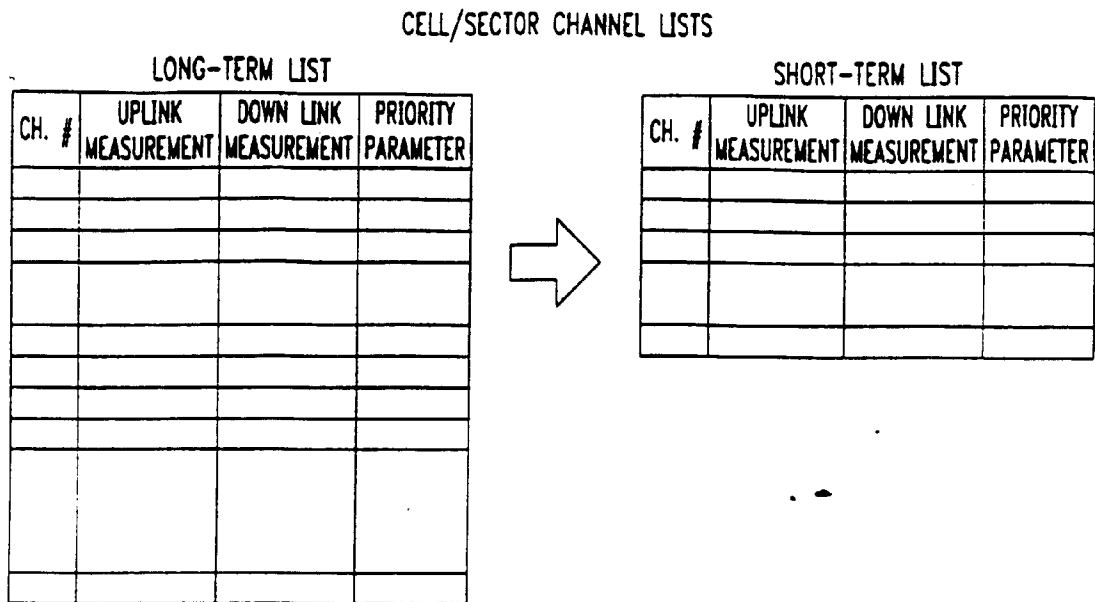 CELL/SECTOR CHANNEL LISTS
LONG-TERM LIST
CH. #
UPLINK
MEASUREMENT
DOWN LINK
MEASUREMENT
PRIORITY
PARAMETER
SHORT-TERM LIST
CH. #
UPLINK
MEASUREMENT
DOWN LINK
MEASUREMENT
PRIORITY
PARAMETER